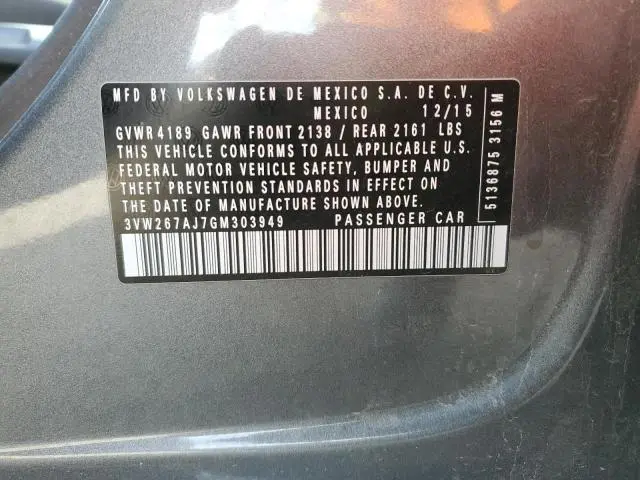 MFD BY VOLKSWAGEN DE MEXICO S.A. DE C.V.
MEXICO 12/15
GVWR 4189 GAWR FRONT 2138 / REAR 2161 LBS
THIS VEHICLE CONFORMS TO ALL APPLICABLE U.S.
FEDERAL MOTOR VEHICLE SAFETY, BUMPER AND
THEFT PREVENTION STANDARDS IN EFFECT ON
THE DATE OF MANUFACTURE SHOWN ABOVE.
3VW267AJ7GM303949 PASSENGER CAR
5136875 3156 M